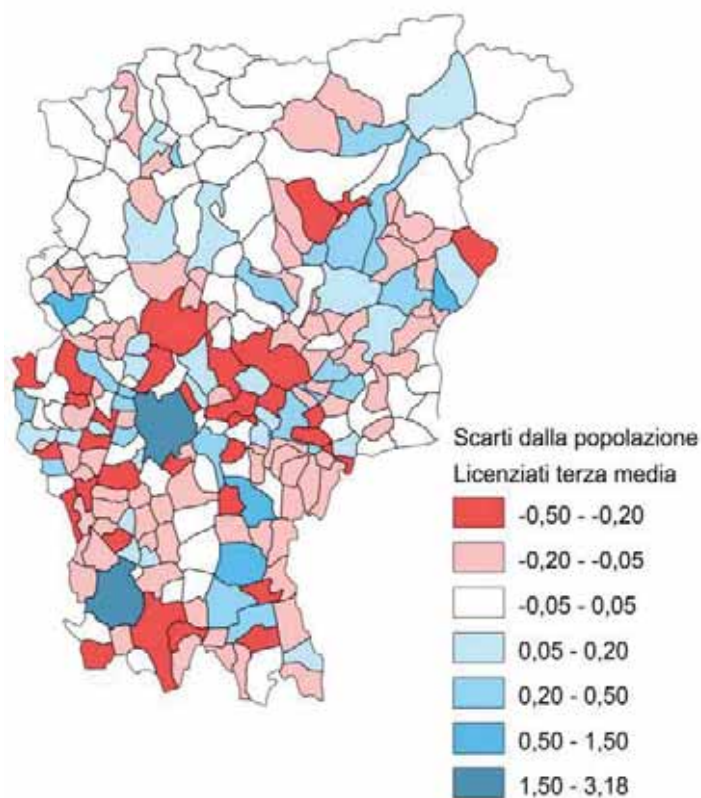 Scarti dalla popolazione
Licenziati terza media
-0,50 - -0,20
-0,20 - -0,05
-0,05 - 0,05
0,05 - 0,20
0,20 - 0,50
0,50 - 1,50
1,50 - 3,18